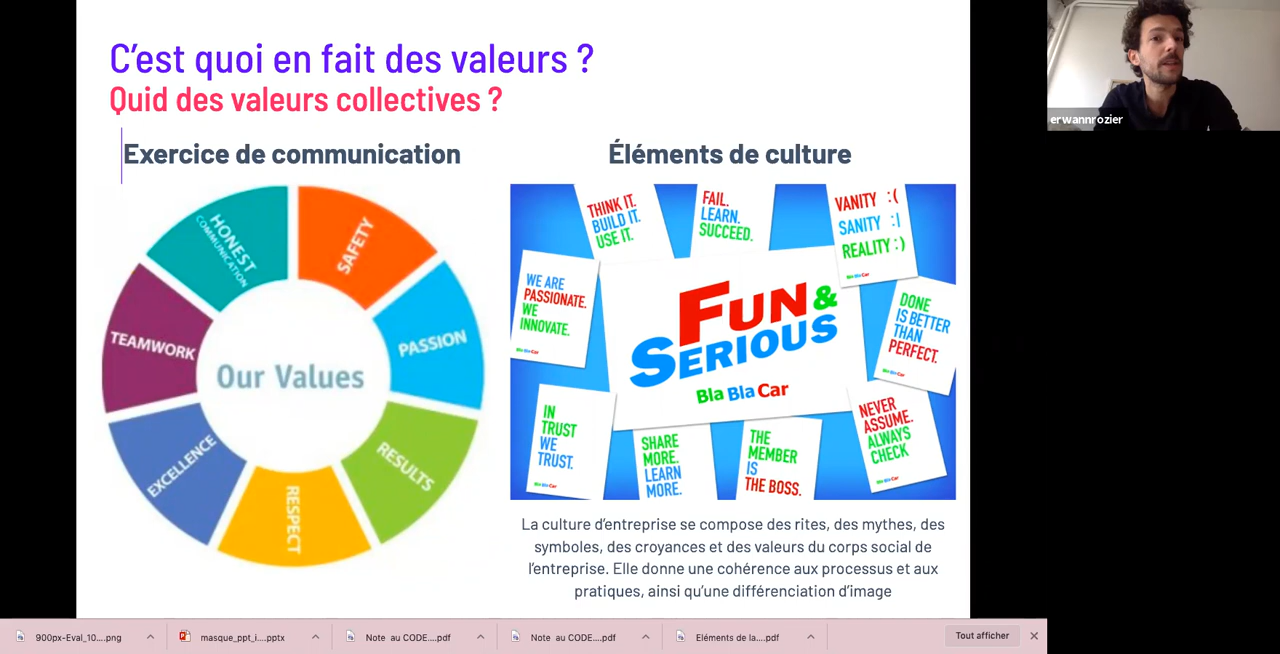 C'est quoi en fait des valeurs ?
Quid des valeurs collectives ?
erwannrozier
Exercice de communication
Éléments de culture
HONEST
COMMUNICATION
SAFETY
PASSION
RESULTS
RESPECT
EXCELLENCE
TEAMWORK
Our Values
THINK IT.
BUILD IT.
USE IT.
FAIL.
LEARN.
SUCCEED.
VANITY :(
SANITY :|
REALITY :)
BlaBlaCar
WE ARE
PASSIONATE.
WE
INNOVATE.
BlaBlaCar
FUN &
SERIOUS
BlaBlaCar
DONE
IS BETTER
THAN
PERFECT.
BlaBlaCar
IN
TRUST
WE
TRUST.
BlaBlaCar
SHARE
MORE.
LEARN
MORE.
THE
MEMBER
IS
THE BOSS.
NEVER
ASSUME.
ALWAYS
CHECK
BlaBlaCar
La culture d'entreprise se compose des rites, des mythes, des
symboles, des croyances et des valeurs du corps social de
l'entreprise. Elle donne une cohérence aux processus et aux
pratiques, ainsi qu'une différenciation d'image
900px-Eval_10....png
masque_ppt_i....pptx
Note au CODE....pdf
Note au CODE....pdf
Eléments de la....pdf
Tout afficher